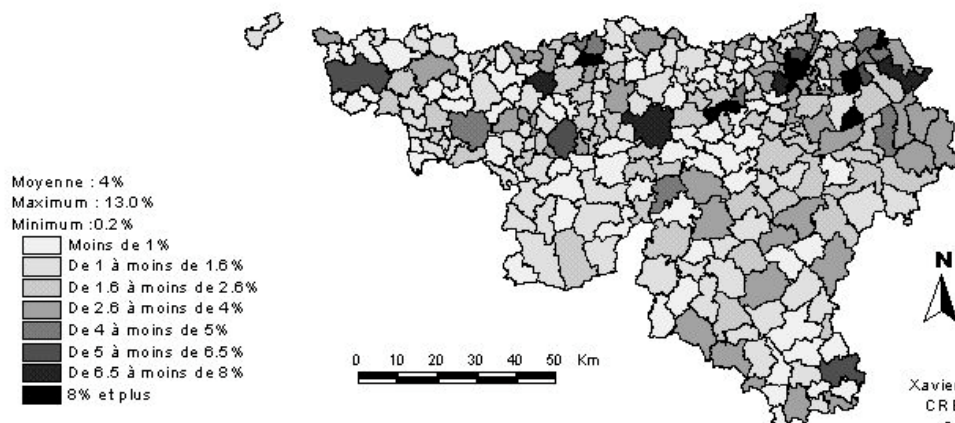 Moyenne : 4%
Maximum : 13.0%
Minimum :0.2%
Moins de 1%
De 1 à moins de 1.6%
De 1.6 à moins de 2.6%
De 2.6 à moins de 4%
De 4 à moins de 5%
De 5 à moins de 6.5%
De 6.5 à moins de 8%
8% et plus
0 10 20 30 40 50 Km
N
Xavier